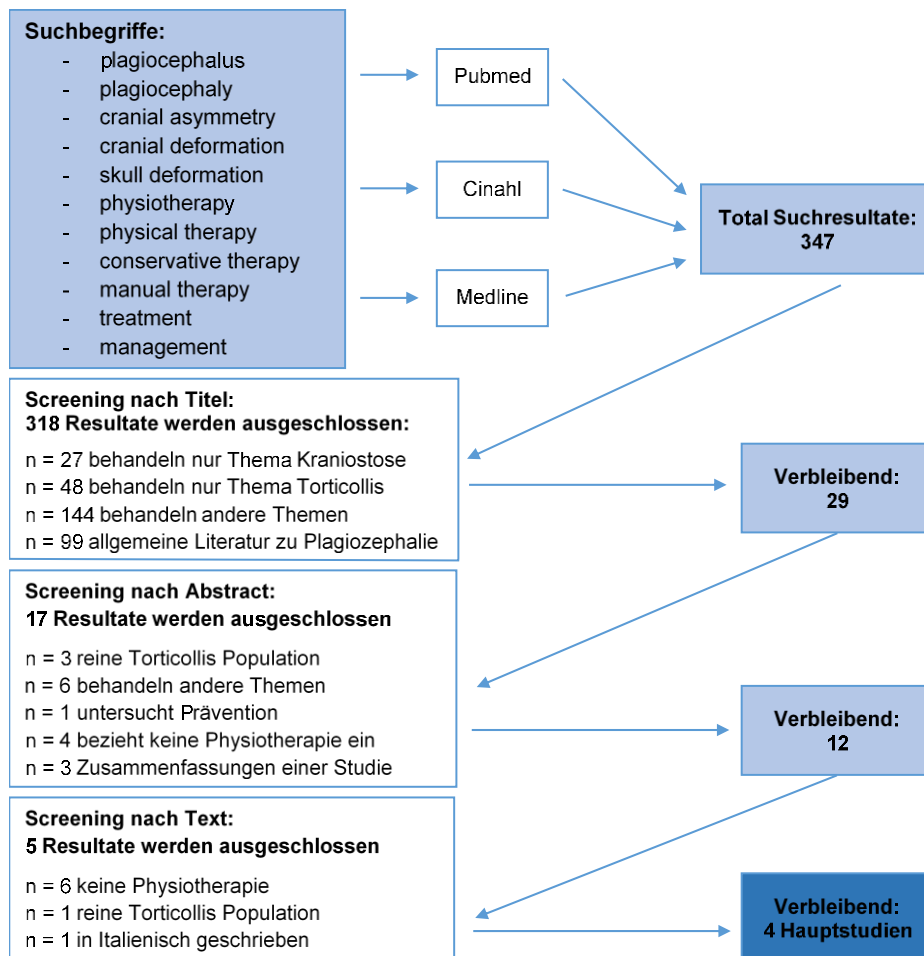 Suchbegriffe:
- plagiocephalus
- plagiocephaly
- cranial asymmetry
- cranial deformation
- skull deformation
- physiotherapy
- physical therapy
- conservative therapy
- manual therapy
- treatment
- management
Pubmed
Cinahl
Medline
Total Suchresultate:
347
Screening nach Titel:
318 Resultate werden ausgeschlossen:
n = 27 behandeln nur Thema Kraniostose
n = 48 behandeln nur Thema Torticollis
n = 144 behandeln andere Themen
n = 99 allgemeine Literatur zu Plagiozephalie
Verbleibend:
29
Screening nach Abstract:
17 Resultate werden ausgeschlossen
n = 3 reine Torticollis Population
n = 6 behandeln andere Themen
n = 1 untersucht Prävention
n = 4 bezieht keine Physiotherapie ein
n = 3 Zusammenfassungen einer Studie
Verbleibend:
12
Screening nach Text:
5 Resultate werden ausgeschlossen
n = 6 keine Physiotherapie
n = 1 reine Torticollis Population
n = 1 in Italienisch geschrieben
Verbleibend:
4 Hauptstudien